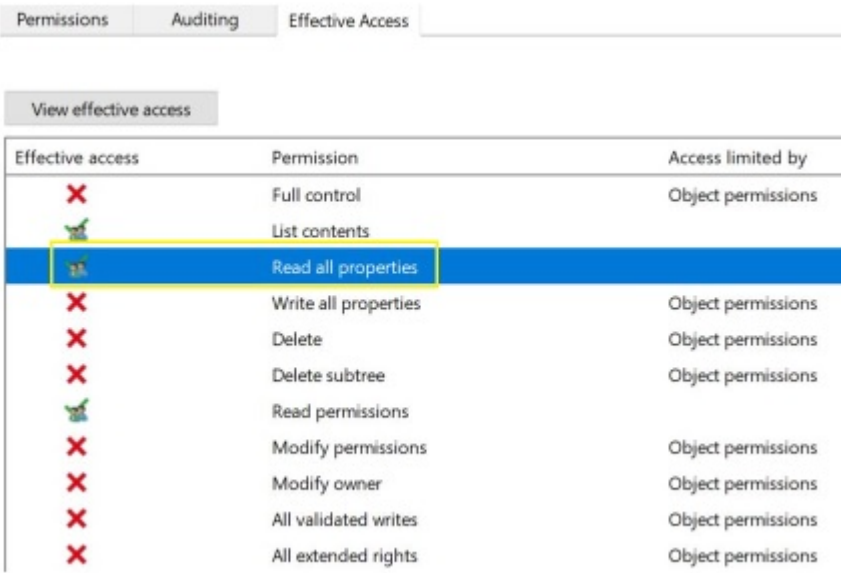 Permissions Auditing Effective Access
View effective access
Effective access Permission Access limited by
Full control Object permissions
List contents
Read all properties
Write all properties Object permissions
Delete Object permissions
Delete subtree Object permissions
Read permissions
Modify permissions Object permissions
Modify owner Object permissions
All validated writes Object permissions
All extended rights Object permissions